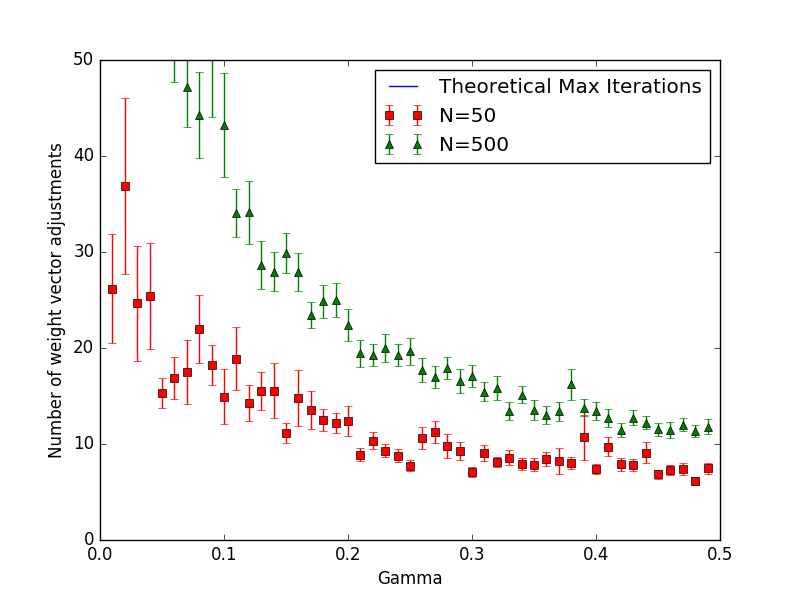 50
40
30
20
10
0
Number of weight vector adjustments
Theoretical Max Iterations
N=50
N=500
0.0 0.1 0.2 0.3 0.4 0.5
Gamma